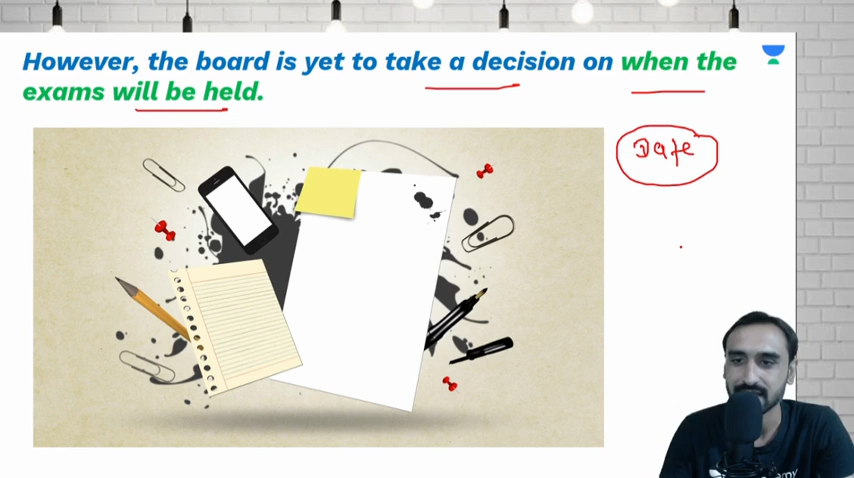 However, the board is yet to take a decision on when the
exams will be held.
Date